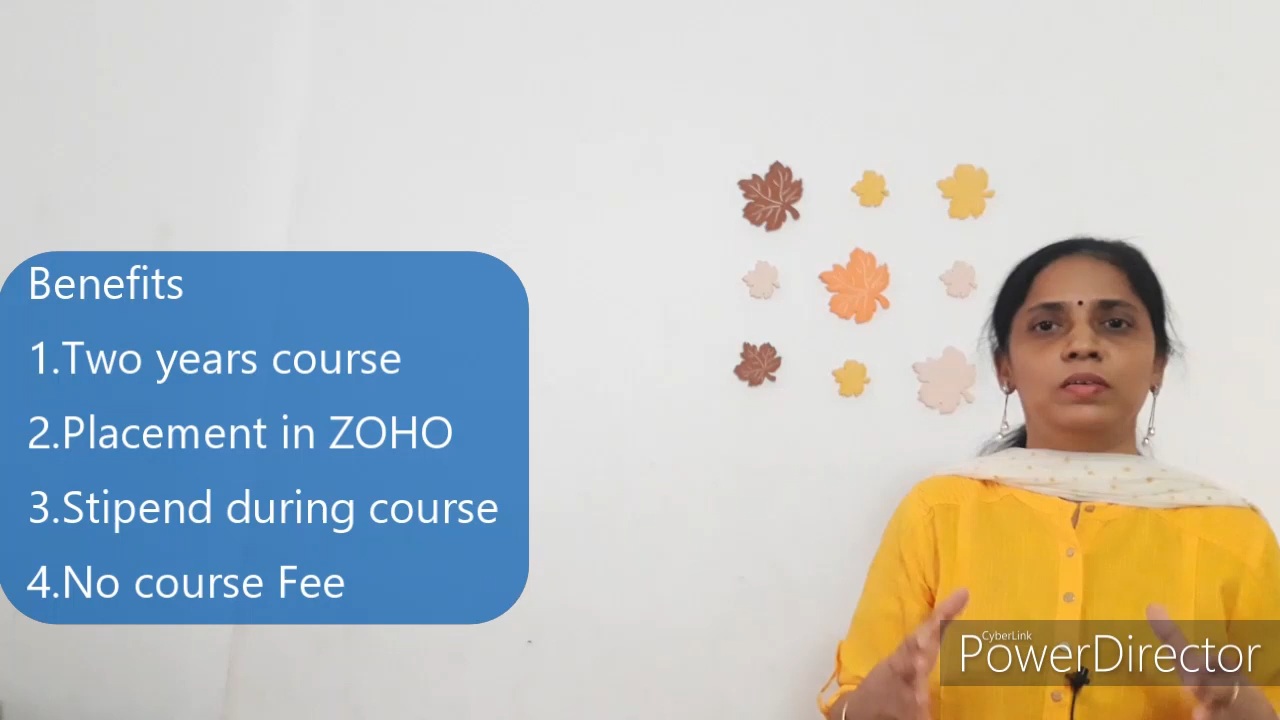 Benefits
1.Two years course
2.Placement in ZOHO
3.Stipend during course
4.No course Fee
CyberLink
PowerDirector